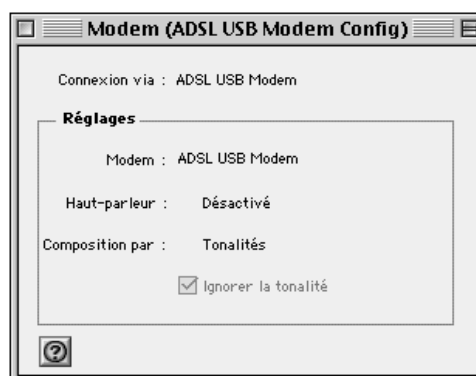 Modem (ADSL USB Modem Config)
Connexion via : ADSL USB Modem
Réglages
Modem : ADSL USB Modem
Haut-parleur : Désactivé
Composition par : Tonalités
Ignorer la tonalité
?